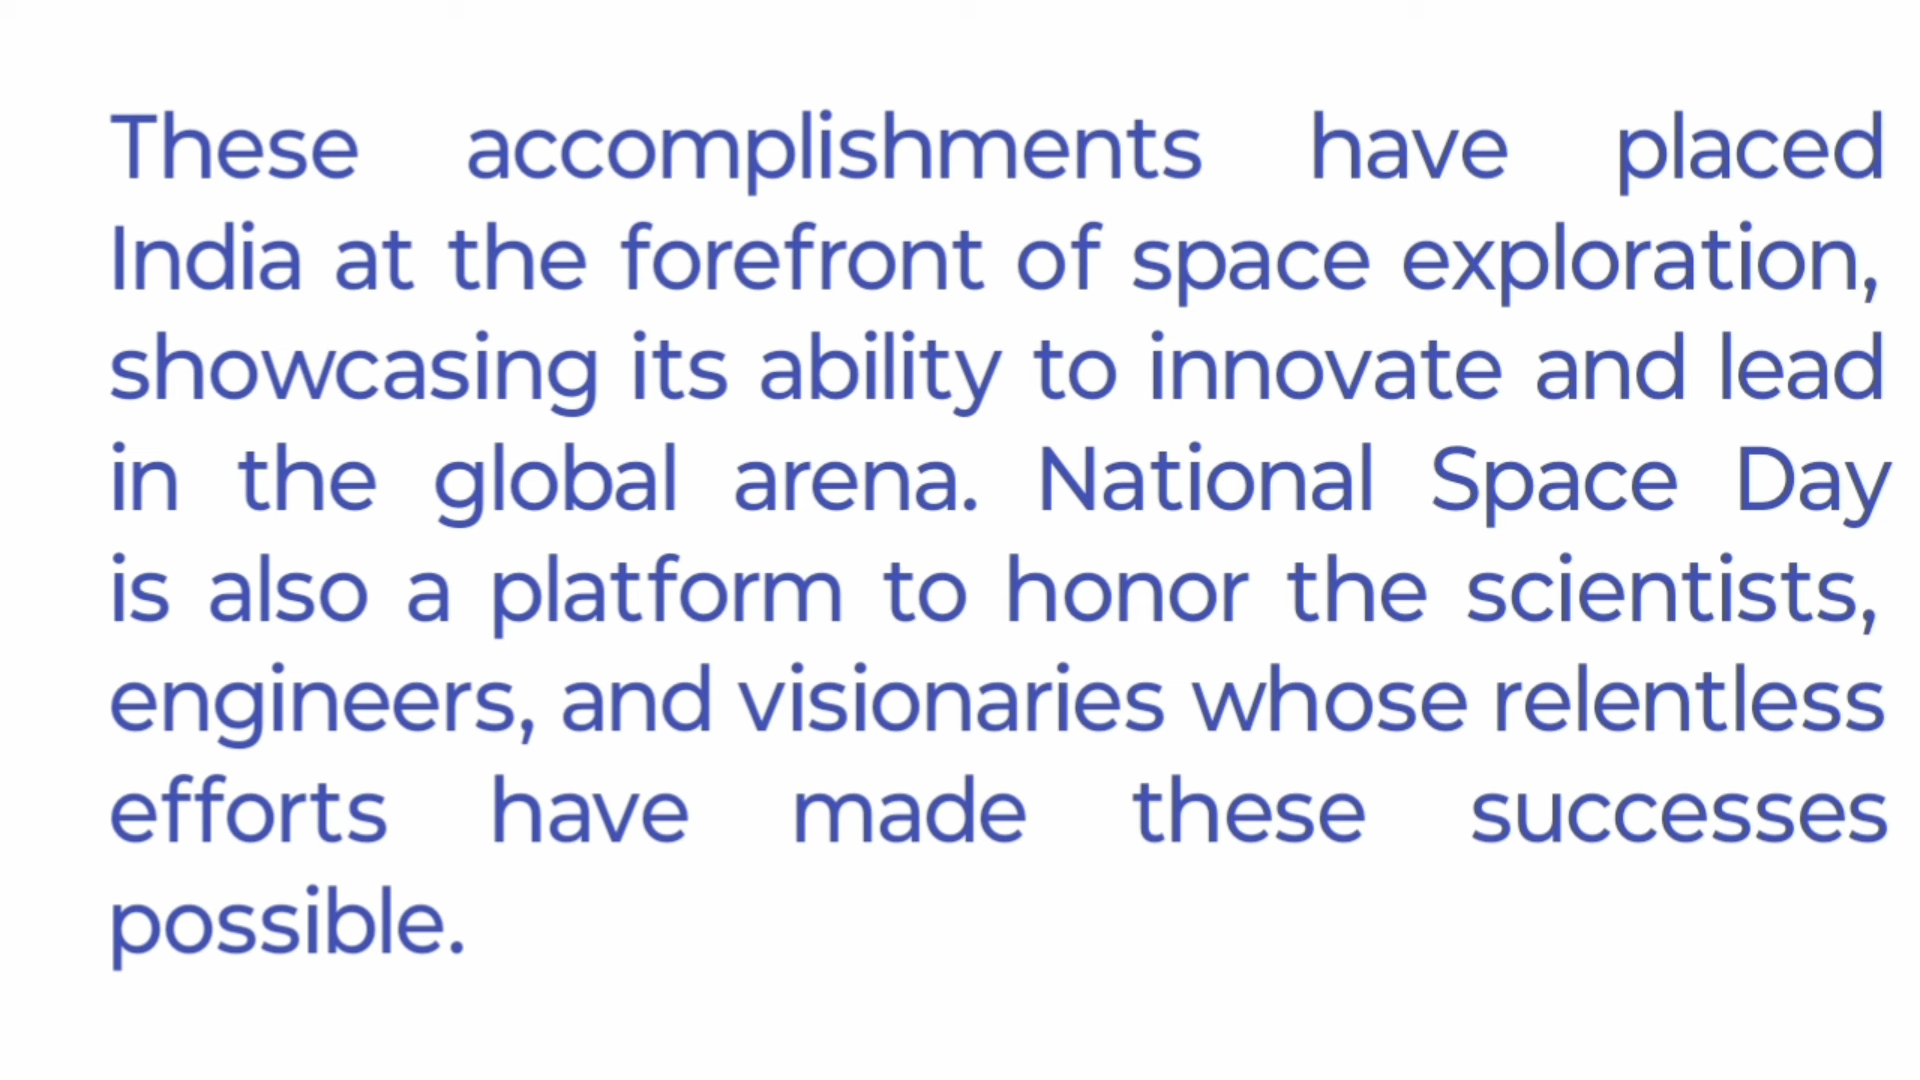 These accomplishments have placed
India at the forefront of space exploration,
showcasing its ability to innovate and lead
in the global arena. National Space Day
is also a platform to honor the scientists,
engineers, and visionaries whose relentless
efforts have made these successes
possible.